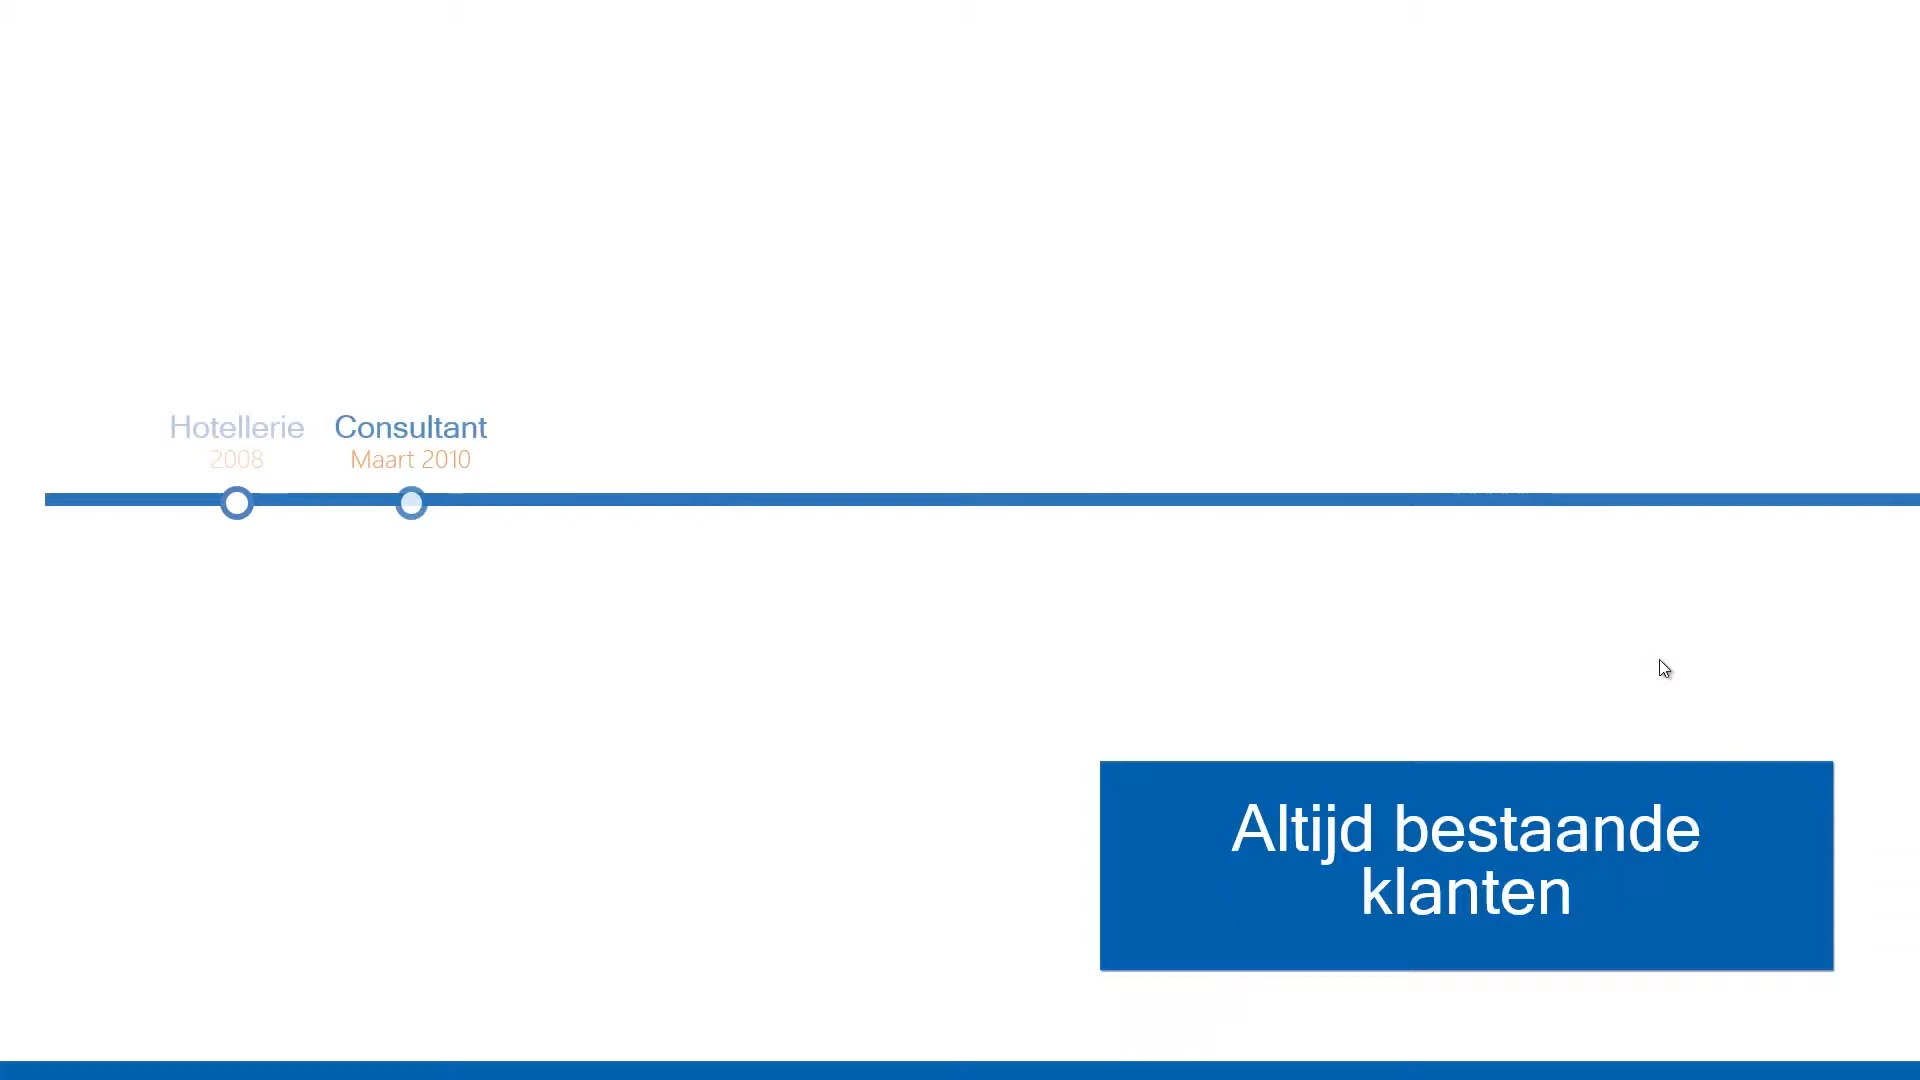 Hotellerie
2008
Consultant
Maart 2010
Altijd bestaande
klanten